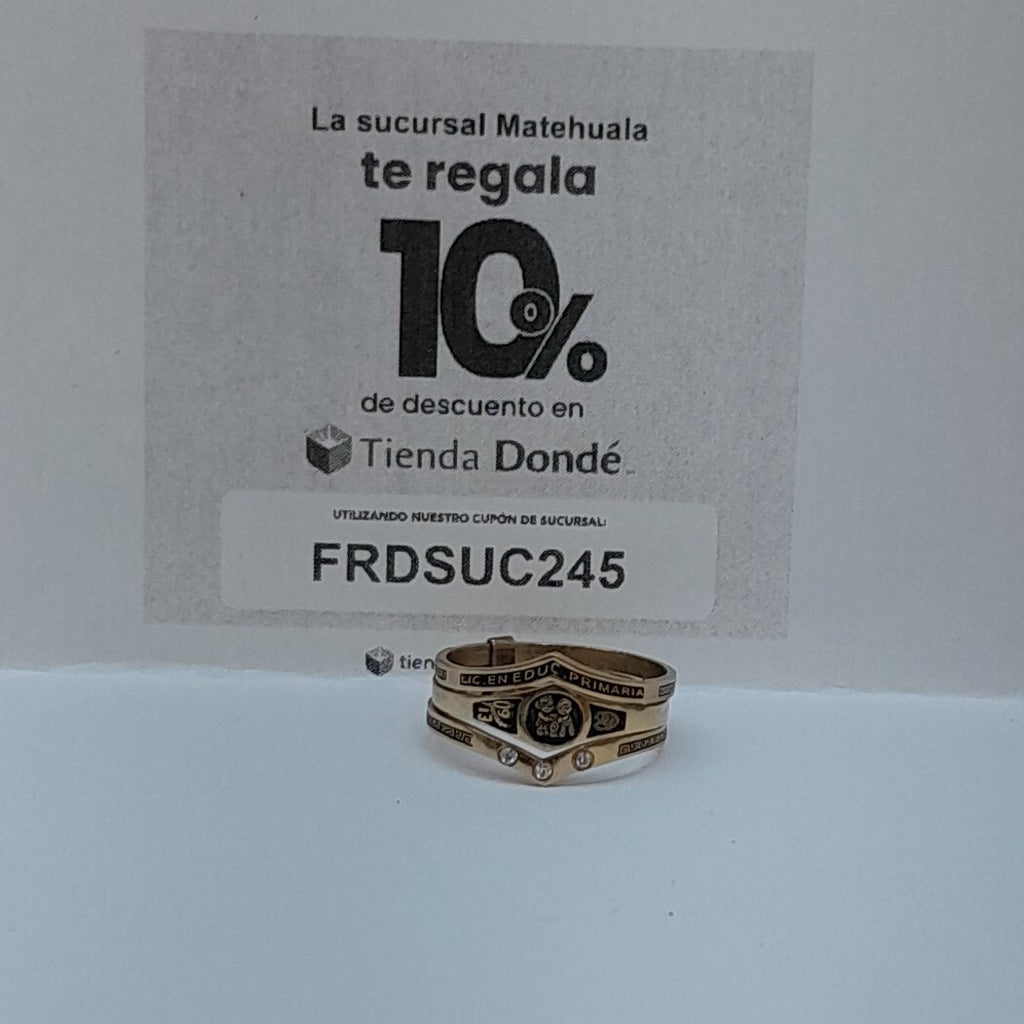 La sucursal Matehuala
te regala
10%
de descuento en
Tienda Dondé
UTILIZANDO NUESTRO CUPÓN DE SUCURSAL:
FRDSUC245
tien
LIC. EN EDUC. PRIMARIA